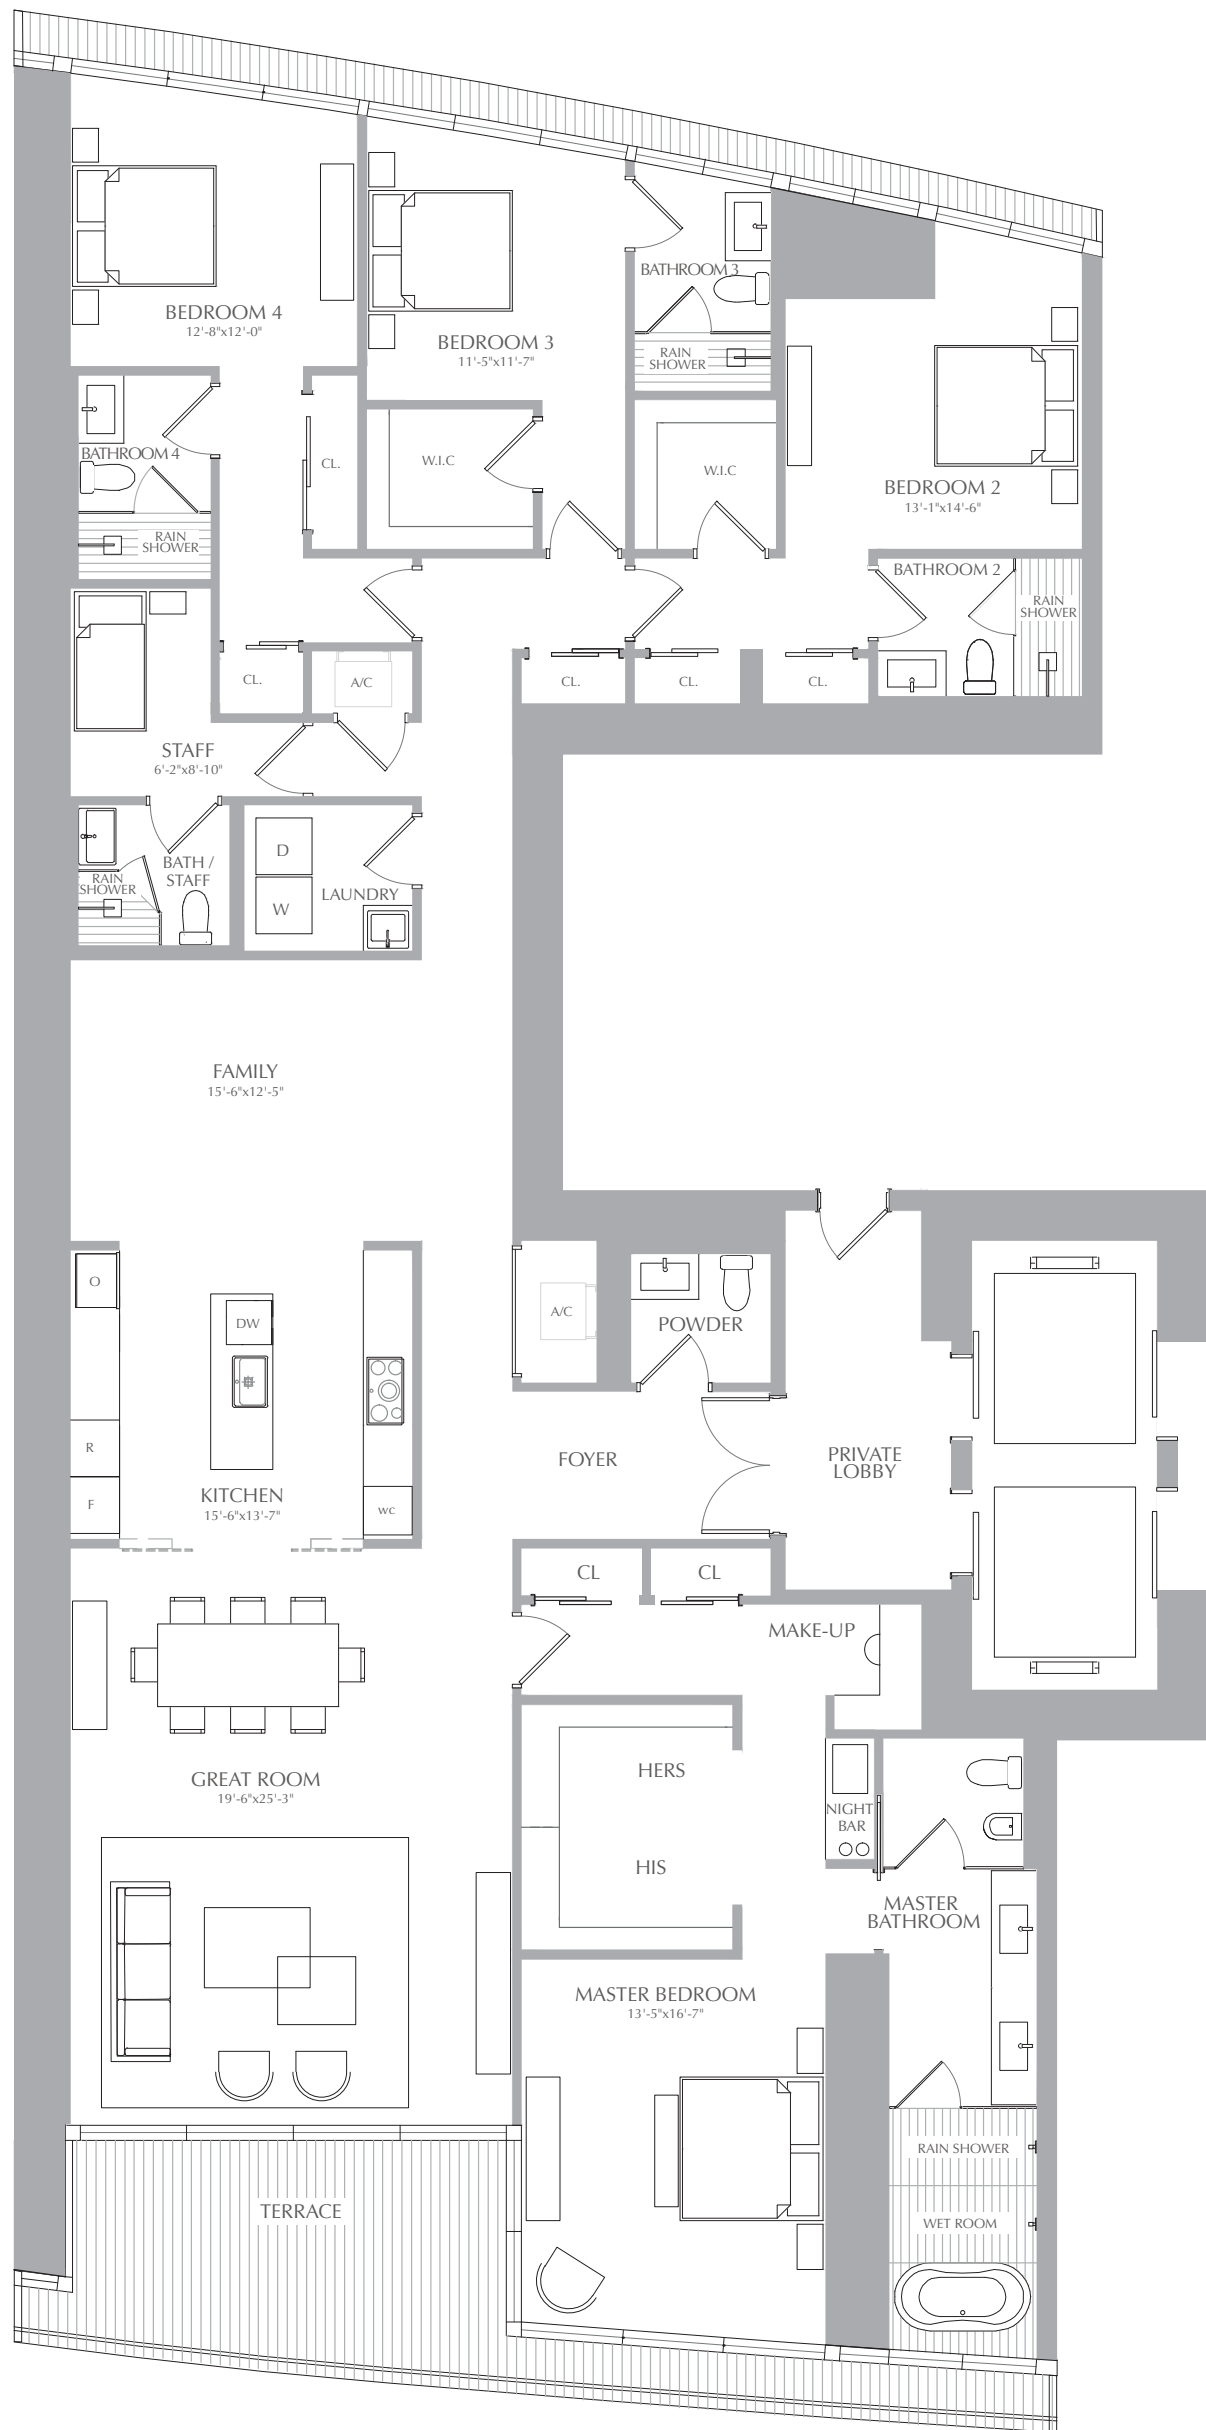 BEDROOM 4
12'-8"x12'-0"
BEDROOM 3
11'-5"x11'-7"
BATHROOM 3
RAIN
SHOWER
BEDROOM 2
13'-1"x14'-6"
BATHROOM 4
RAIN
SHOWER
CL.
W.I.C
W.I.C
BATHROOM 2
RAIN
SHOWER
CL.
A/C
CL.
CL.
CL.
STAFF
6'-2"x8'-10"
BATH /
STAFF
RAIN
SHOWER
D
W
LAUNDRY
FAMILY
15'-6"x12'-5"
O
DW
R
F
KITCHEN
15'-6"x13'-7"
WC
A/C
POWDER
FOYER
PRIVATE
LOBBY
CL
CL
MAKE-UP
GREAT ROOM
19'-6"x25'-3"
HERS
HIS
NIGHT
BAR
MASTER
BATHROOM
MASTER BEDROOM
13'-5"x16'-7"
RAIN SHOWER
WET ROOM
TERRACE